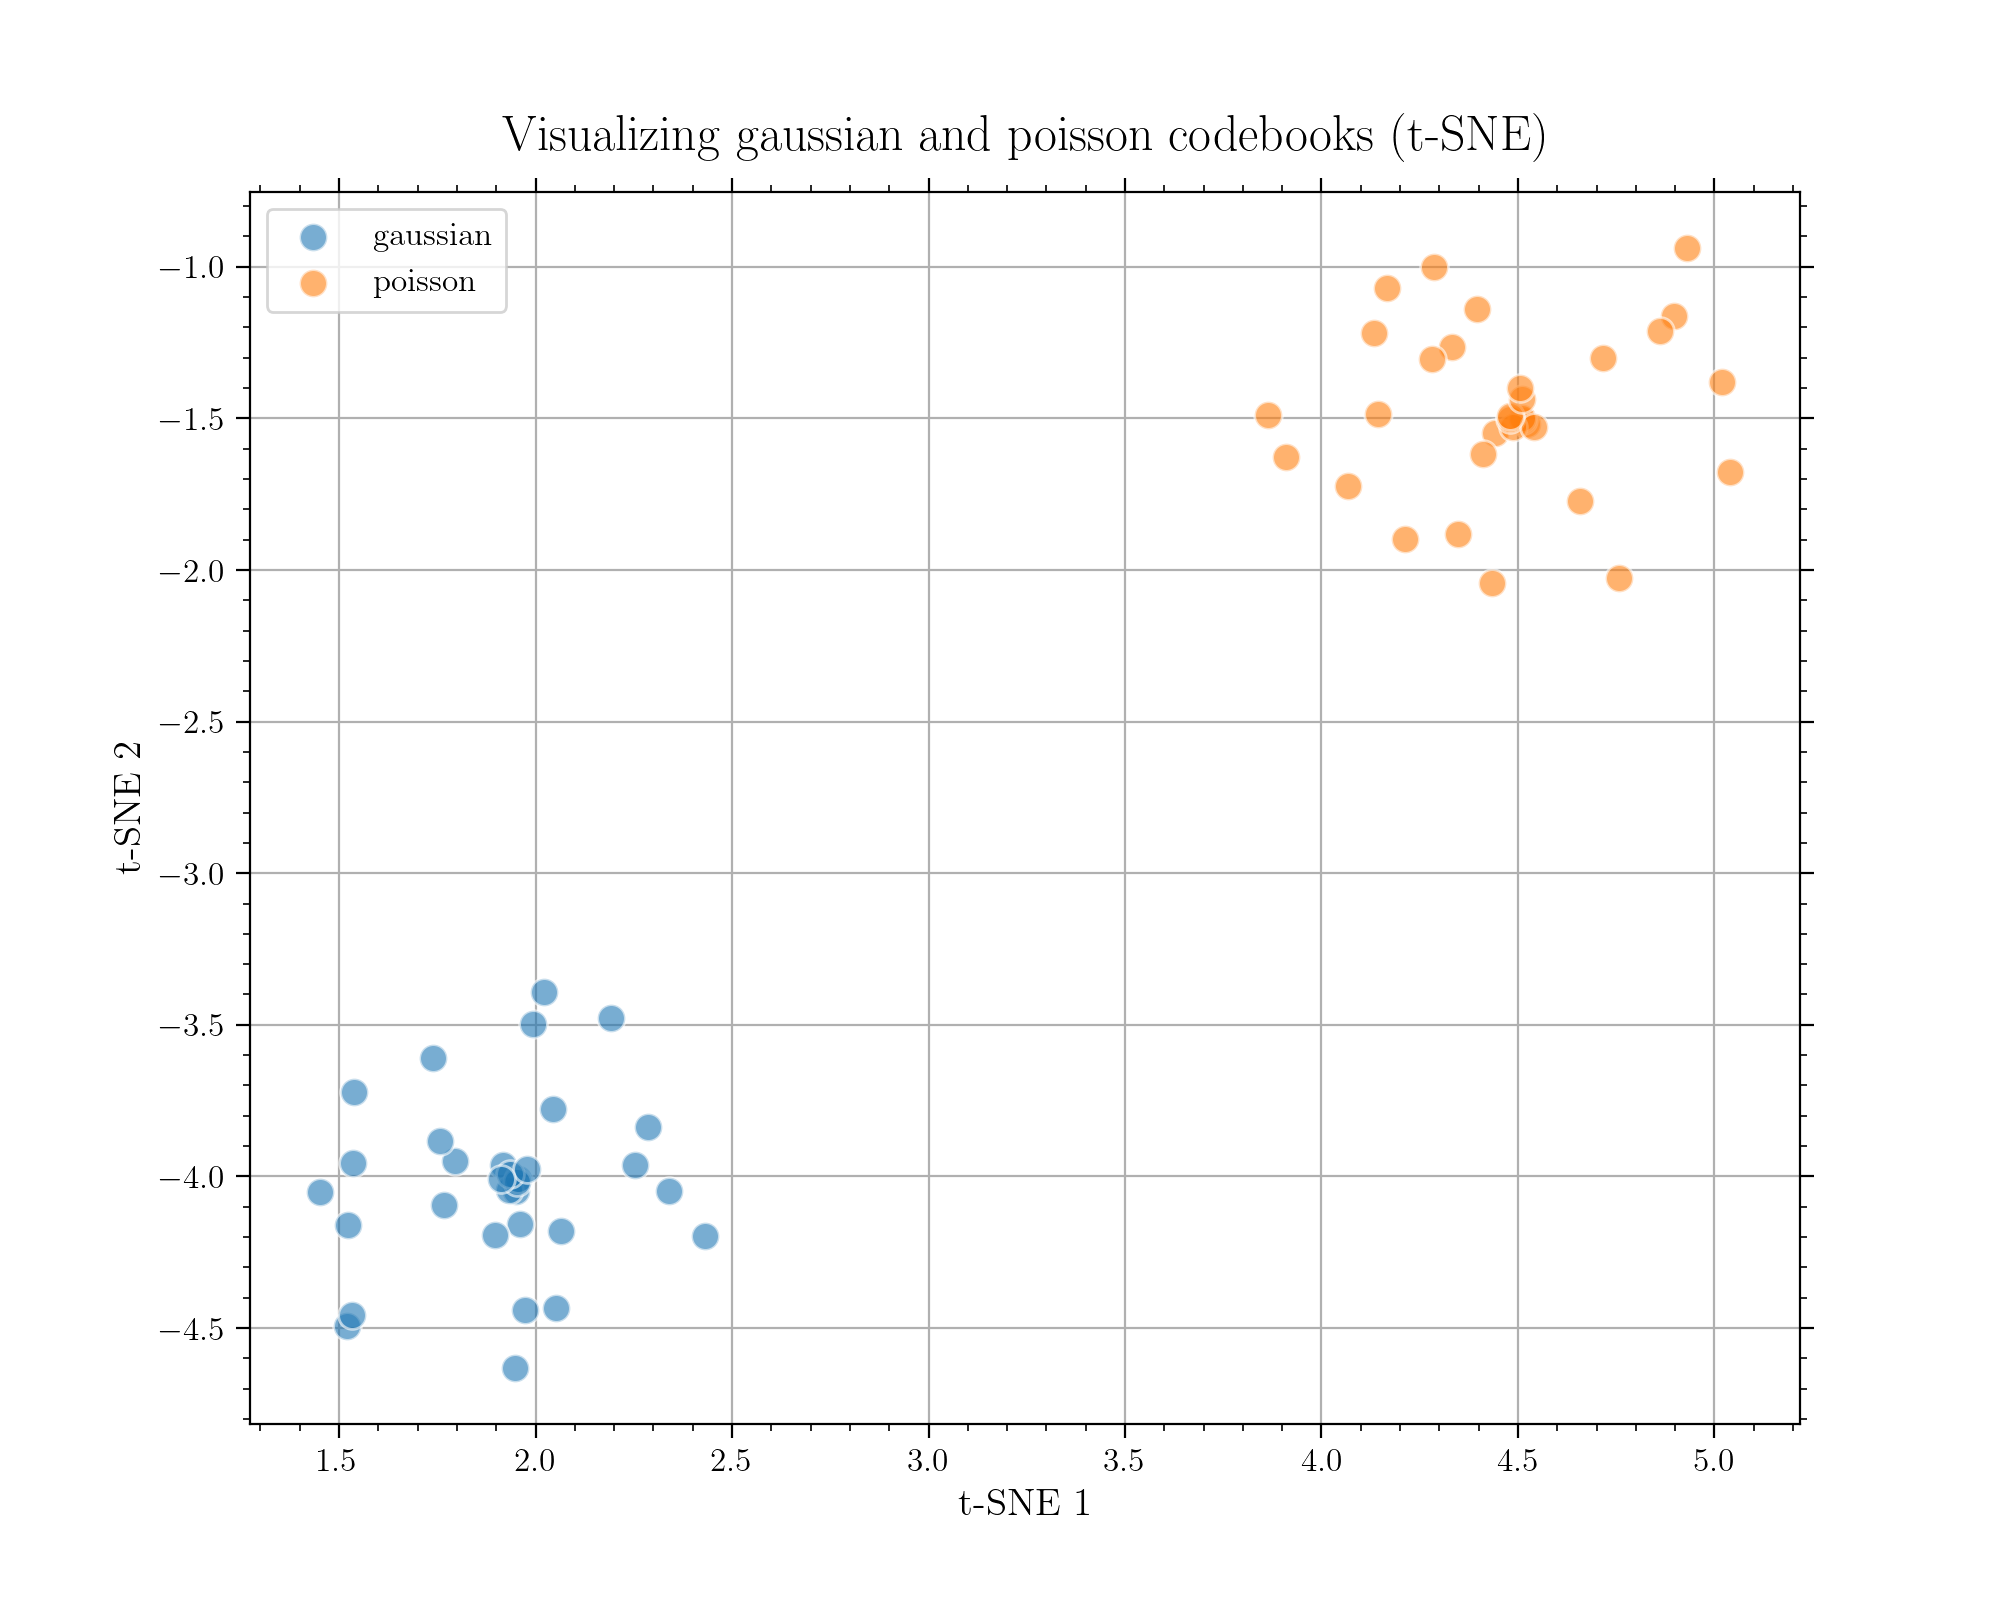 Visualizing gaussian and poisson codebooks (t-SNE)
gaussian
poisson
−1.0
−1.5
−2.0
−2.5
−3.0
−3.5
−4.0
−4.5
t-SNE 2
1.5 2.0 2.5 3.0 3.5 4.0 4.5 5.0
t-SNE 1